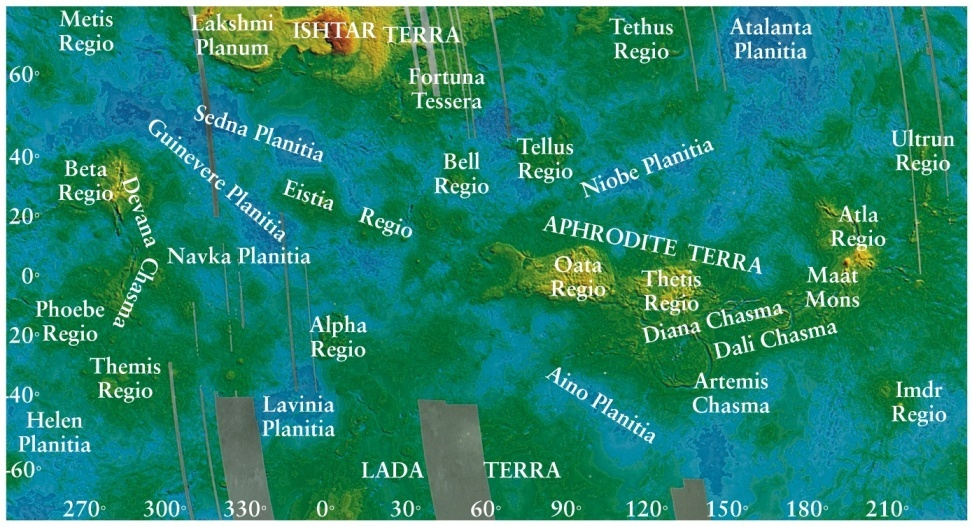 Metis
Regio
Lakshmi
Planum
ISHTAR TERRA
Tethus
Regio
Atalanta
Planitia
60°
Fortuna
Tessera
Sedna Planitia
Guinevere Planitia
40°
Beta
Regio
Bell
Regio
Tellus
Regio
Niobe Planitia
Ultrun
Regio
Devana Chasma
Eistla Regio
20°
Atla
Regio
APHRODITE TERRA
Navka Planitia
0°
Oata
Regio
Thetis
Regio
Maat
Mons
Phoebe
Regio
Diana Chasma
20°
Alpha
Regio
Dali Chasma
Themis
Regio
Aino Planitia
Artemis
Chasma
Imdr
Regio
-40°
Helen
Planitia
Lavinia
Planitia
-60°
LADA TERRA
270° 300° 330° 0° 30° 60° 90° 120° 150° 180° 210°